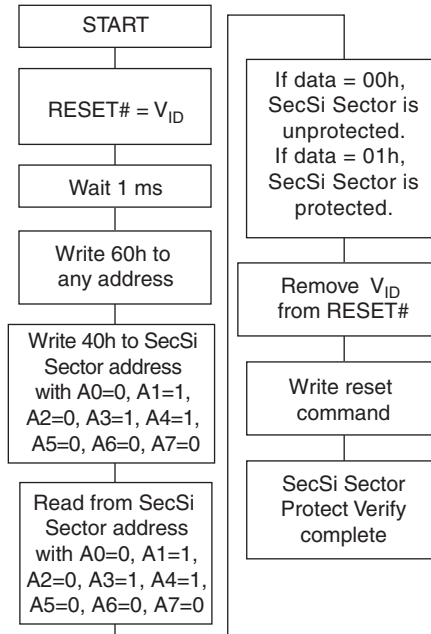 START
RESET# = VID
Wait 1 ms
Write 60h to
any address
Write 40h to SecSi
Sector address
with A0=0, A1=1,
A2=0, A3=1, A4=1,
A5=0, A6=0, A7=0
Read from SecSi
Sector address
with A0=0, A1=1,
A2=0, A3=1, A4=1,
A5=0, A6=0, A7=0
If data = 00h,
SecSi Sector is
unprotected.
If data = 01h,
SecSi Sector is
protected.
Remove VID
from RESET#
Write reset
command
SecSi Sector
Protect Verify
complete